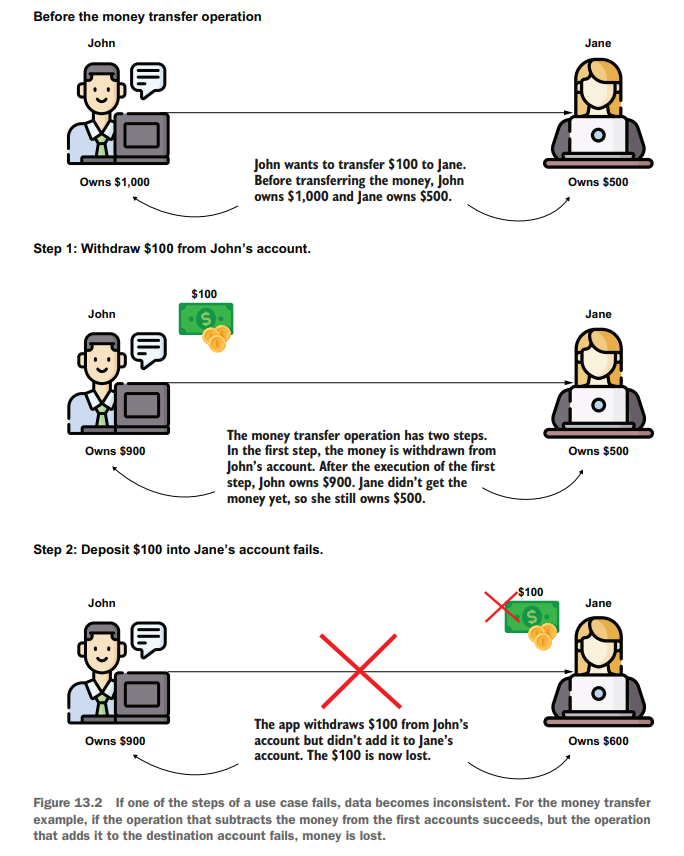 Before the money transfer operation
John
Jane
Owns $1,000
John wants to transfer $100 to Jane.
Before transferring the money, John
owns $1,000 and Jane owns $500.
Owns $500
Step 1: Withdraw $100 from John’s account.
$100
John
Jane
Owns $900
The money transfer operation has two steps.
In the first step, the money is withdrawn from
John’s account. After the execution of the first
step, John owns $900. Jane didn’t get the
money yet, so she still owns $500.
Owns $500
Step 2: Deposit $100 into Jane’s account fails.
$100
John
Jane
Owns $900
The app withdraws $100 from John’s
account but didn’t add it to Jane’s
account. The $100 is now lost.
Owns $600
Figure 13.2 If one of the steps of a use case fails, data becomes inconsistent. For the money transfer
example, if the operation that subtracts the money from the first accounts succeeds, but the operation
that adds it to the destination account fails, money is lost.